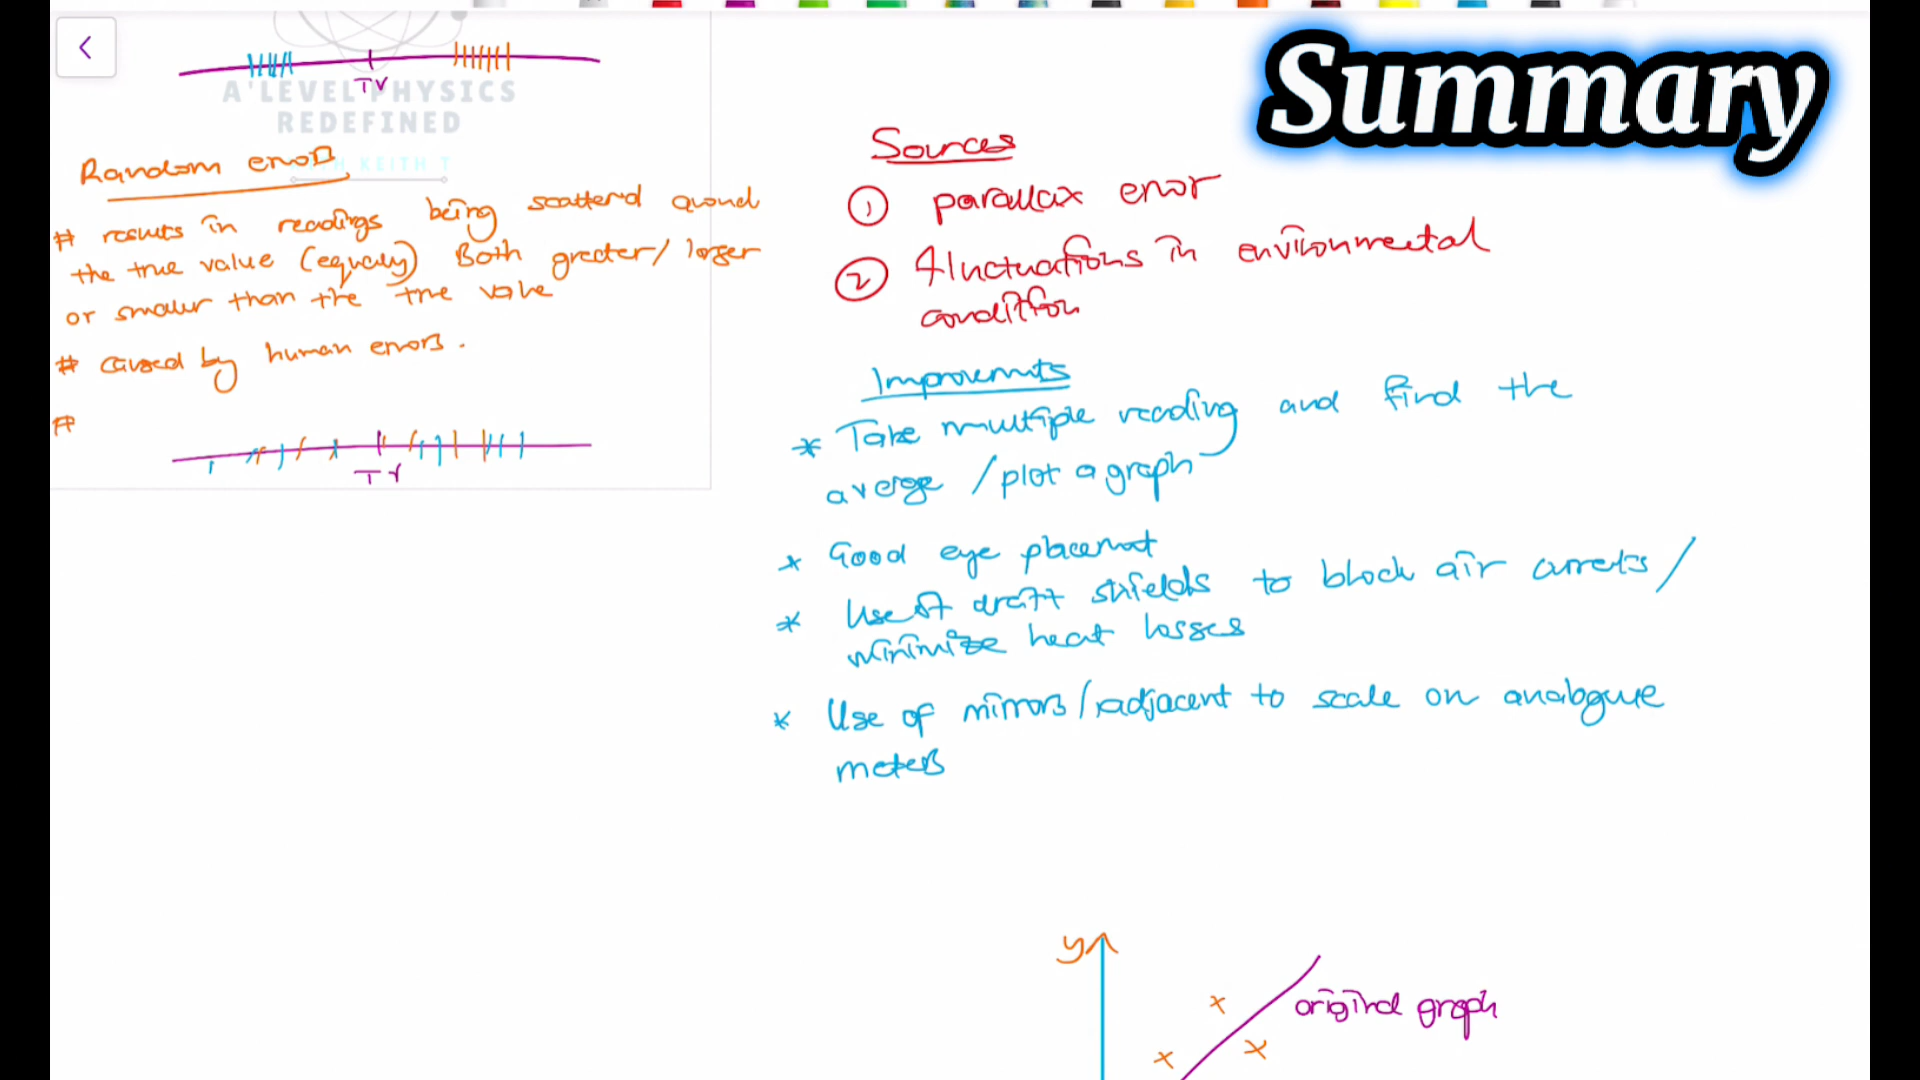 Summary
TV
A'LEVEL PHYSICS
REDEFINED
KEITH T
Random error
# results in readings being scattered around
the true value (equally) Both greater/ larger
or smaller than the true value
# caused by human errors.
#
TV
Sources
① parallax error
② fluctuations in environmental
condition
Improvements
* Take multiple reading and find the
average / plot a graph
* Good eye placement
* Use of draft shields to block air currents/
minimize heat losses
* Use of mirrors/adjacent to scale on analogue
meters
y
original graph